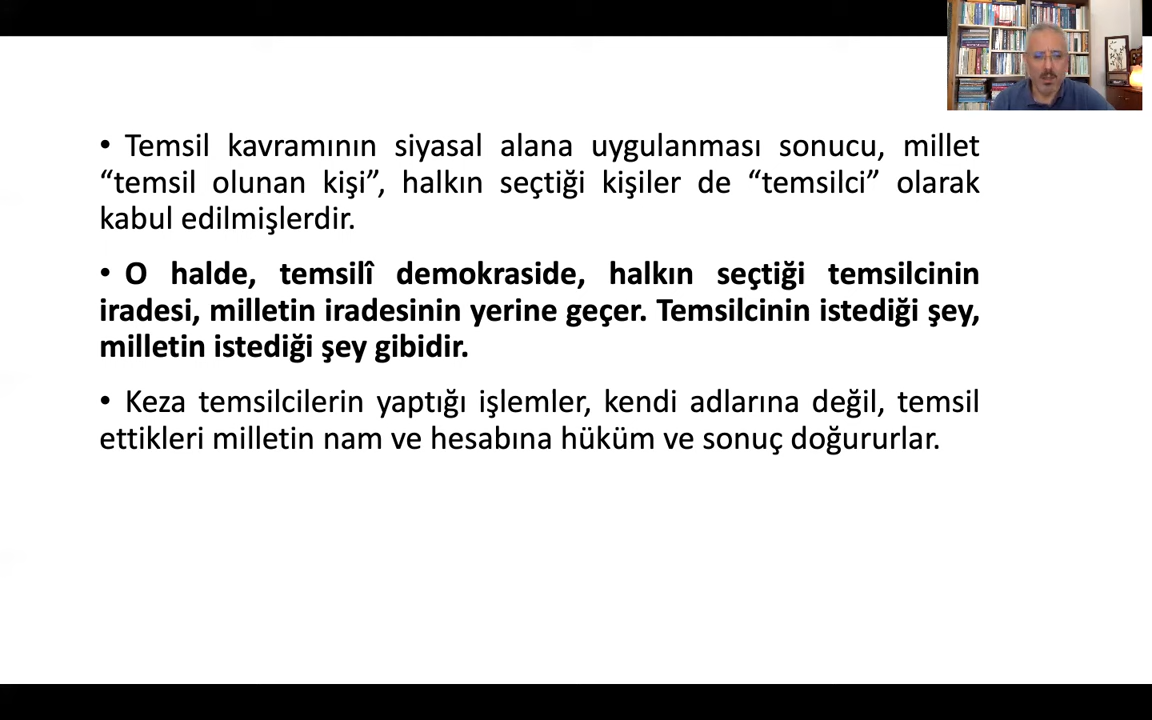 • Temsil kavramının siyasal alana uygulanması sonucu, millet
“temsil olunan kişi”, halkın seçtiği kişiler de “temsilci” olarak
kabul edilmişlerdir.
• O halde, temsilî demokraside, halkın seçtiği temsilcinin
iradesi, milletin iradesinin yerine geçer. Temsilcinin istediği şey,
milletin istediği şey gibidir.
• Keza temsilcilerin yaptığı işlemler, kendi adlarına değil, temsil
ettikleri milletin nam ve hesabına hüküm ve sonuç doğururlar.